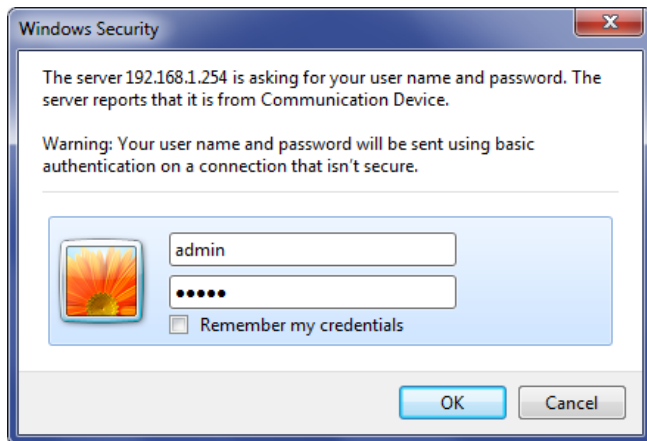 Windows Security
The server 192.168.1.254 is asking for your user name and password. The
server reports that it is from Communication Device.
Warning: Your user name and password will be sent using basic
authentication on a connection that isn't secure.
admin
●●●●●
Remember my credentials
OK
Cancel